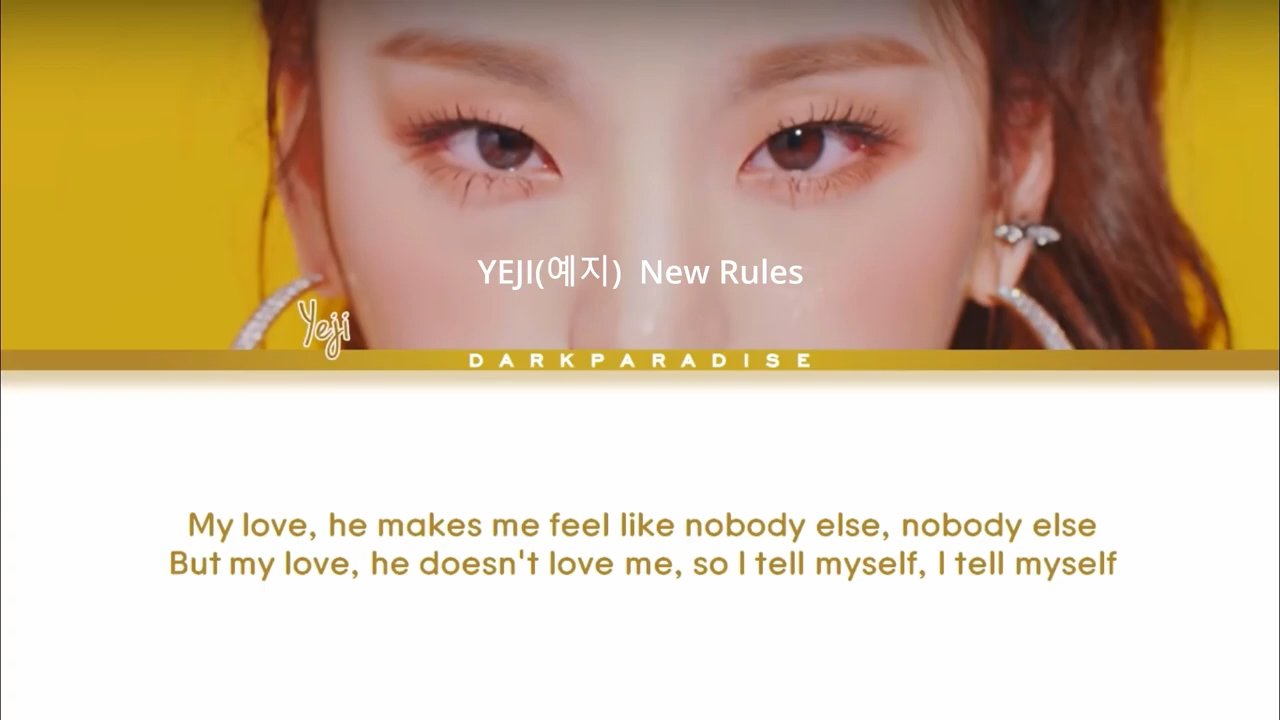 YEJI(예지) New Rules
Yeji
DARKPARADISE
My love, he makes me feel like nobody else, nobody else
But my love, he doesn't love me, so I tell myself, I tell myself